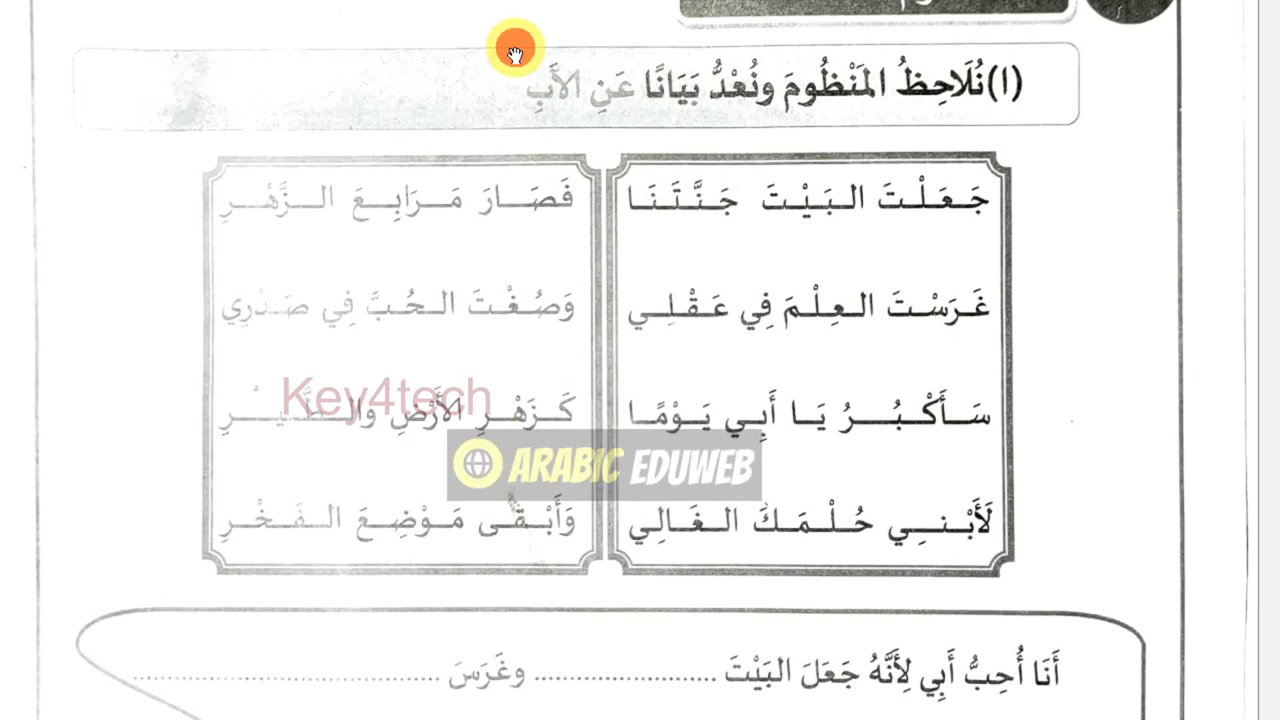 (١) نُلَاحِظُ المَنْظُومَ ونُعْدُّ بَيَانًا عَنِ الأَبِ
جَعَلْتَ البَيْتَ جَنَّتَنَا فَصَارَ مَرَابِعَ الزَّهْرِ
غَرَسْتَ العِلْمَ فِي عَقْلِي وَصُغْتَ الحُبَّ فِي صَدْرِي
سَأَكْبُرُ يَا أَبِي يَوْمًا كَزَهْرِ الأَرْضِ والطَّيْرِ
Key4tech
ARABIC EDUWEB
لَأَبْنِي حُلْمَكَ الغَالِي وَأَبْقَى مَوْضِعَ الفَخْرِ
أَنَا أُحِبُّ أَبِي لِأَنَّهُ جَعَلَ البَيْتَ ........................ وغَرَسَ ........................................